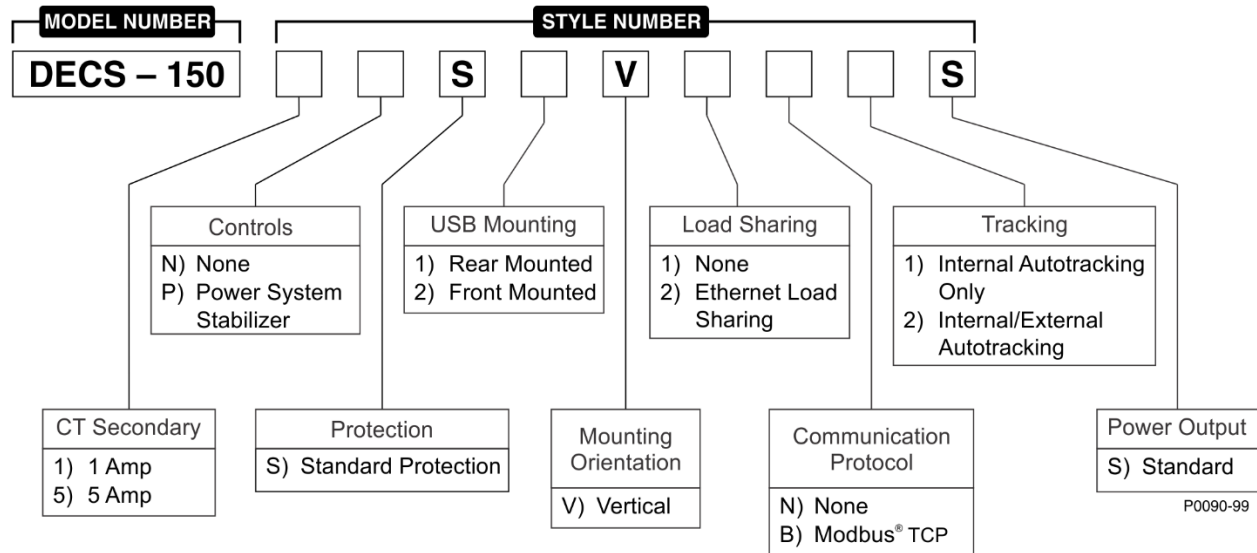 MODEL NUMBER
STYLE NUMBER
DECS – 150
S
V
S
Controls
N) None
P) Power System
Stabilizer
USB Mounting
1) Rear Mounted
2) Front Mounted
Load Sharing
1) None
2) Ethernet Load
Sharing
Tracking
1) Internal Autotracking
Only
2) Internal/External
Autotracking
CT Secondary
1) 1 Amp
5) 5 Amp
Protection
S) Standard Protection
Mounting
Orientation
V) Vertical
Communication
Protocol
N) None
B) Modbus® TCP
Power Output
S) Standard
P0090-99